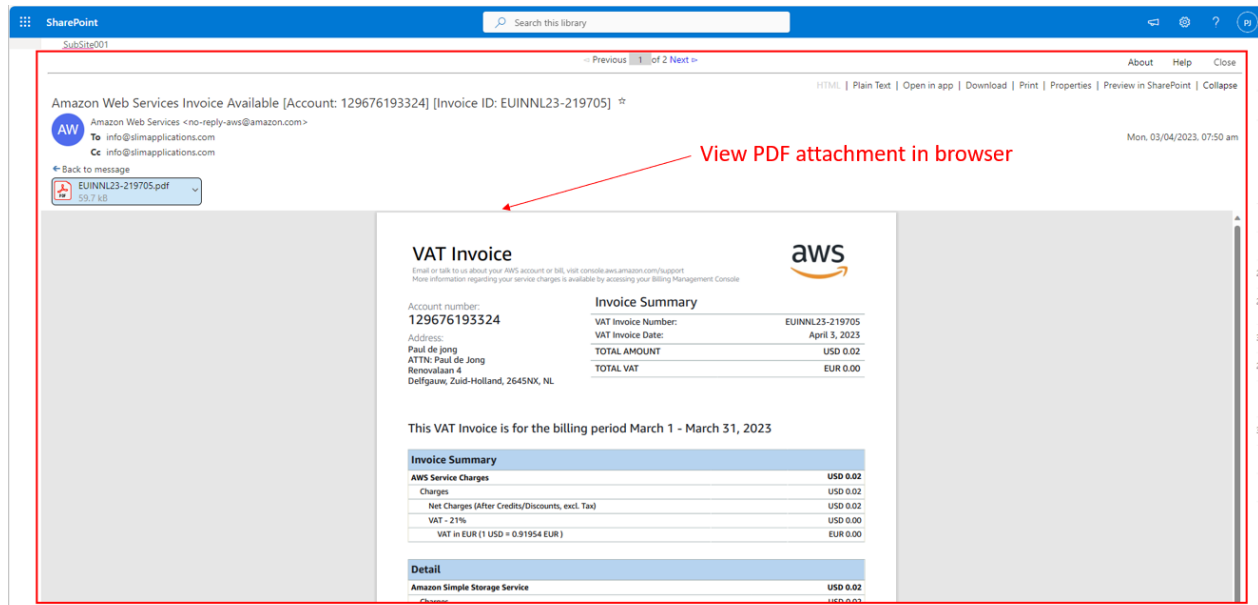 SharePoint
Search this library
PJ
SubSite001
Previous 1 of 2 Next
About Help Close
HTML | Plain Text | Open in app | Download | Print | Properties | Preview in SharePoint | Collapse
Amazon Web Services Invoice Available [Account: 129676193324] [Invoice ID: EUINNL23-219705]
AW
Amazon Web Services <no-reply-aws@amazon.com>
To info@slimapplications.com
Mon, 03/04/2023, 07:50 am
Cc info@slimapplications.com
Back to message
View PDF attachment in browser
EUINNL23-219705.pdf
59.7 kB
VAT Invoice
aws
Email or talk to us about your AWS account or bill, visit console.aws.amazon.com/support
More information regarding your service charges is available by accessing your Billing Management Console
Account number:
129676193324
Address:
Paul de jong
ATTN: Paul de Jong
Renovalaan 4
Delfgauw, Zuid-Holland, 2645NX, NL
Invoice Summary
VAT Invoice Number: EUINNL23-219705
VAT Invoice Date: April 3, 2023
TOTAL AMOUNT USD 0.02
TOTAL VAT EUR 0.00
This VAT Invoice is for the billing period March 1 - March 31, 2023
Invoice Summary
AWS Service Charges USD 0.02
Charges USD 0.02
Net Charges (After Credits/Discounts, excl. Tax) USD 0.02
VAT - 21% USD 0.00
VAT in EUR (1 USD = 0.91954 EUR ) EUR 0.00
Detail
Amazon Simple Storage Service USD 0.02
Charges USD 0.02